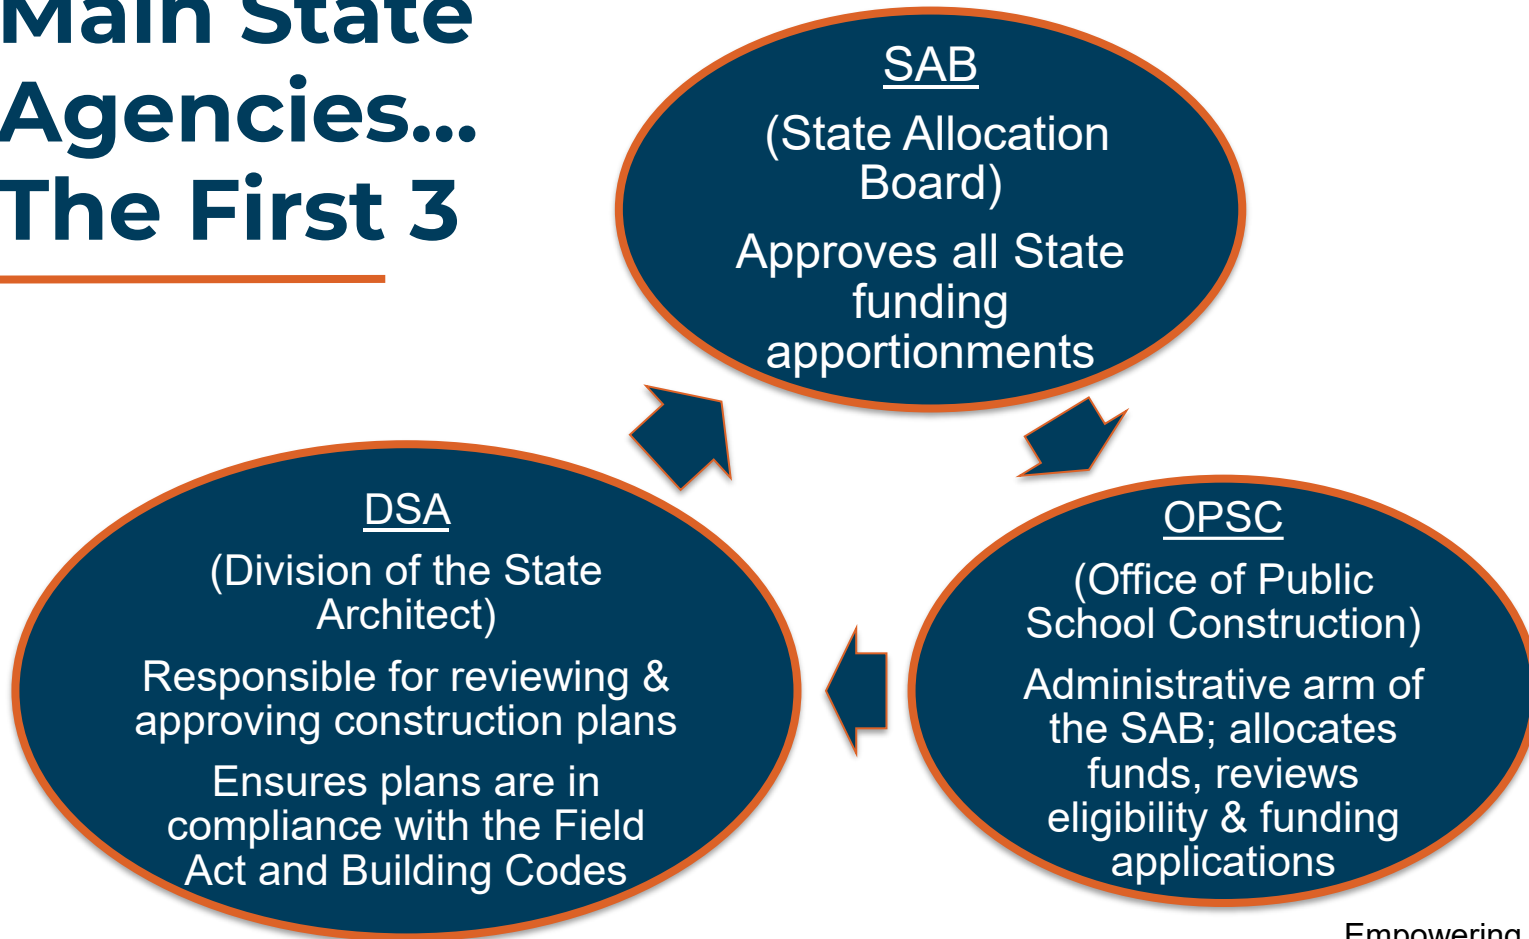 Main State
Agencies...
The First 3
SAB
(State Allocation
Board)
Approves all State
funding
apportionments
DSA
(Division of the State
Architect)
Responsible for reviewing &
approving construction plans
Ensures plans are in
compliance with the Field
Act and Building Codes
OPSC
(Office of Public
School Construction)
Administrative arm of
the SAB; allocates
funds, reviews
eligibility & funding
applications
Empowering